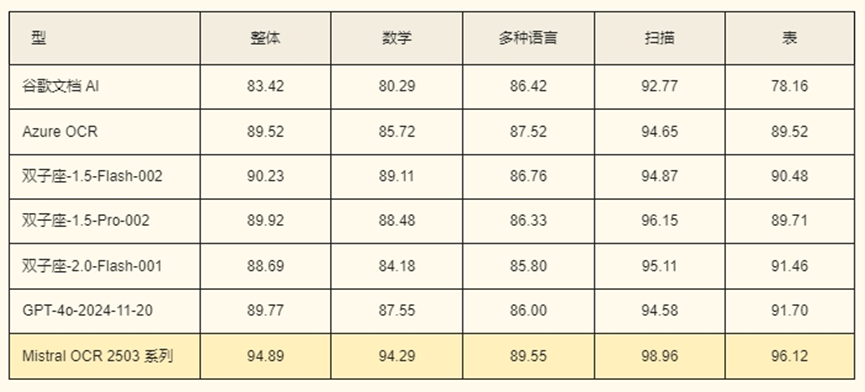 型 整体 数学 多种语言 扫描 表
谷歌文档 AI 83.42 80.29 86.42 92.77 78.16
Azure OCR 89.52 85.72 87.52 94.65 89.52
双子座-1.5-Flash-002 90.23 89.11 86.76 94.87 90.48
双子座-1.5-Pro-002 89.92 88.48 86.33 96.15 89.71
双子座-2.0-Flash-001 88.69 84.18 85.80 95.11 91.46
GPT-4o-2024-11-20 89.77 87.55 86.00 94.58 91.70
Mistral OCR 2503 系列 94.89 94.29 89.55 98.96 96.12